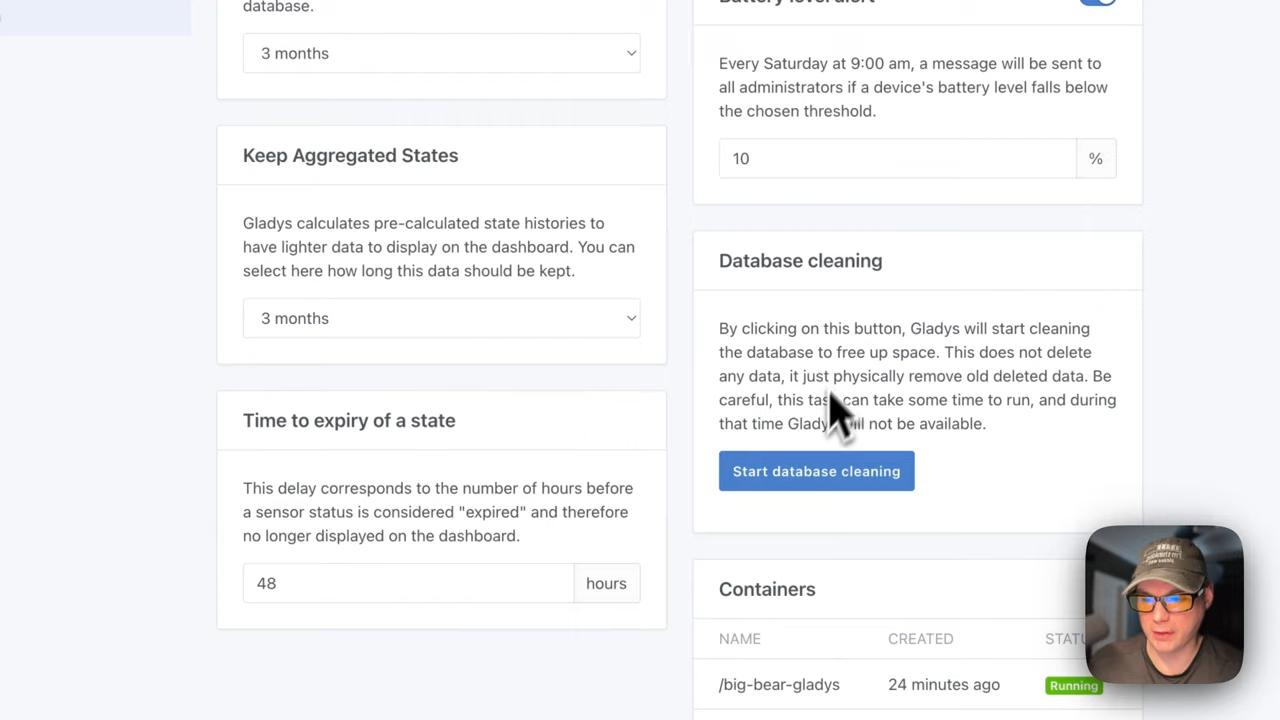 database.
3 months
Keep Aggregated States
Gladys calculates pre-calculated state histories to
have lighter data to display on the dashboard. You can
select here how long this data should be kept.
3 months
Time to expiry of a state
This delay corresponds to the number of hours before
a sensor status is considered "expired" and therefore
no longer displayed on the dashboard.
48 hours
Battery level alert
Every Saturday at 9:00 am, a message will be sent to
all administrators if a device's battery level falls below
the chosen threshold.
10 %
Database cleaning
By clicking on this button, Gladys will start cleaning
the database to free up space. This does not delete
any data, it just physically remove old deleted data. Be
careful, this task can take some time to run, and during
that time Gladys will not be available.
Start database cleaning
Containers
NAME CREATED
/big-bear-gladys 24 minutes ago Running